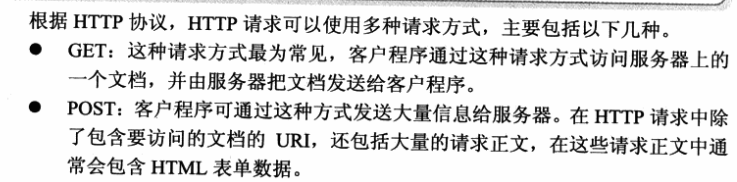 根据 HTTP 协议，HTTP 请求可以使用多种请求方式，主要包括以下几种。
● GET：这种请求方式最为常见，客户程序通过这种请求方式访问服务器上的
一个文档，并由服务器把文档发送给客户程序。
● POST：客户程序可通过这种方式发送大量信息给服务器。在 HTTP 请求中除
了包含要访问的文档的 URI，还包括大量的请求正文，在这些请求正文中通
常会包含 HTML 表单数据。